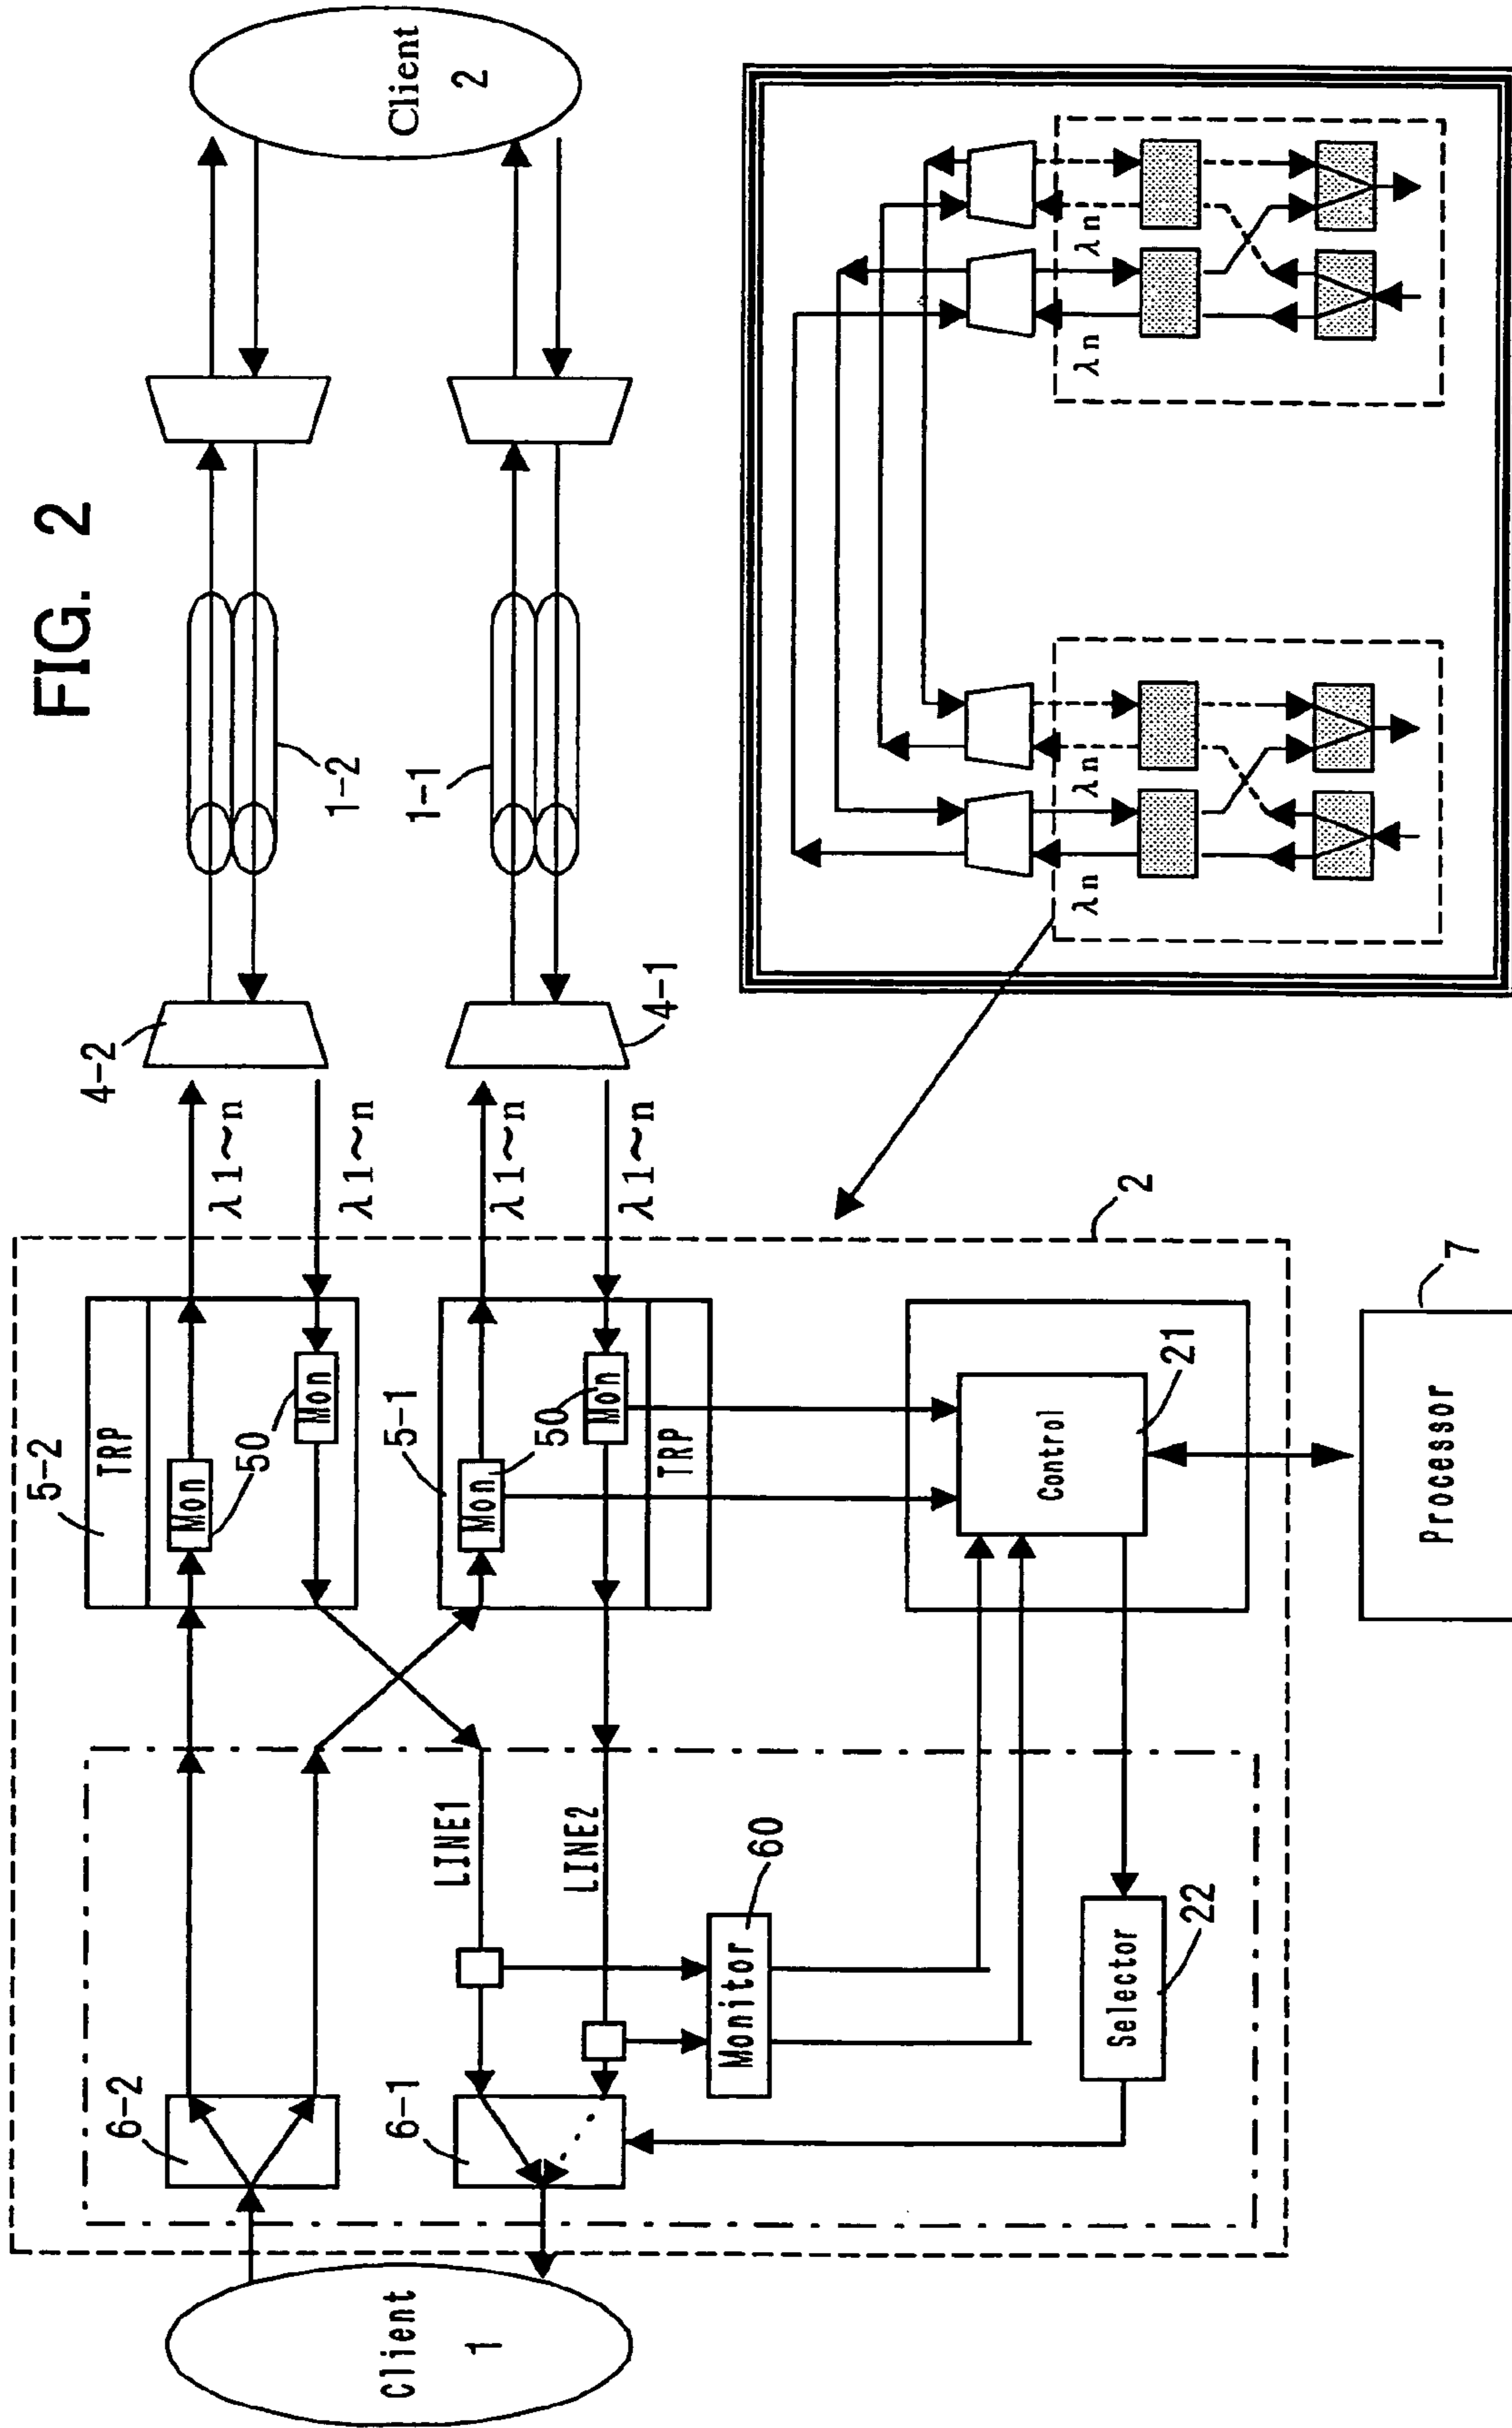 FIG. 2
Client
1
6-2
6-1
LINE1
LINE2
Monitor
60
Selector
22
5-2
TRP
Mon
50
Mon
5-1
Mon
50
Mon
TRP
Control
21
2
Processor
7
λ1~n
λ1~n
λ1~n
λ1~n
4-2
4-1
1-2
1-1
Client
2
λn
λn
λn
λn